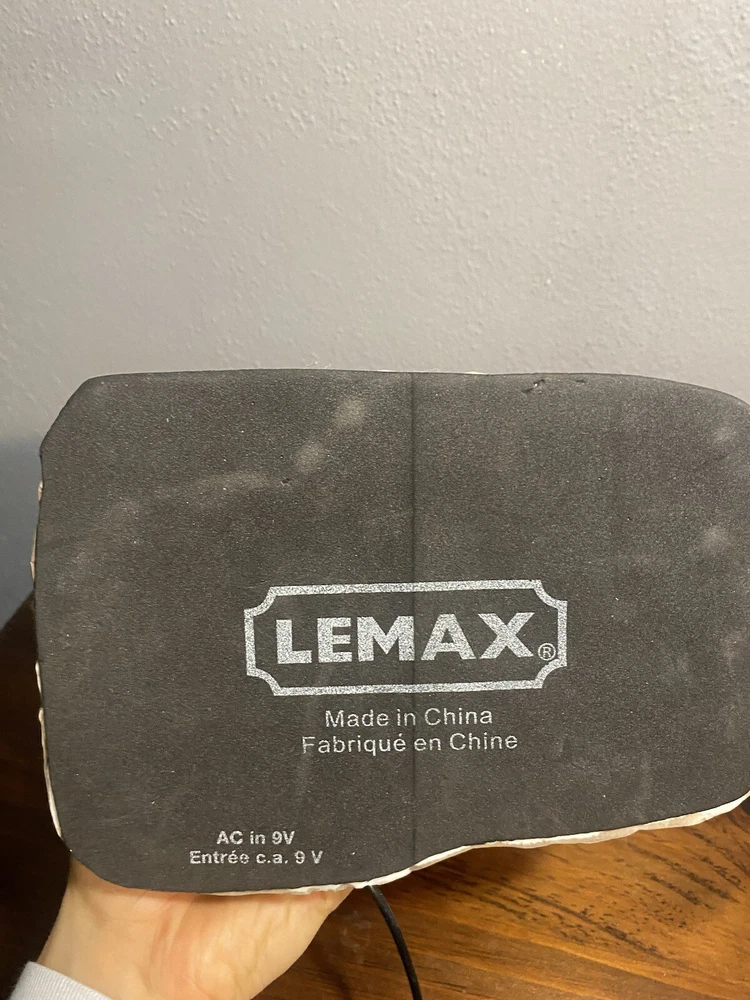 LEMAX®
Made in China
Fabriqué en Chine
AC in 9V
Entrée c.a. 9 V